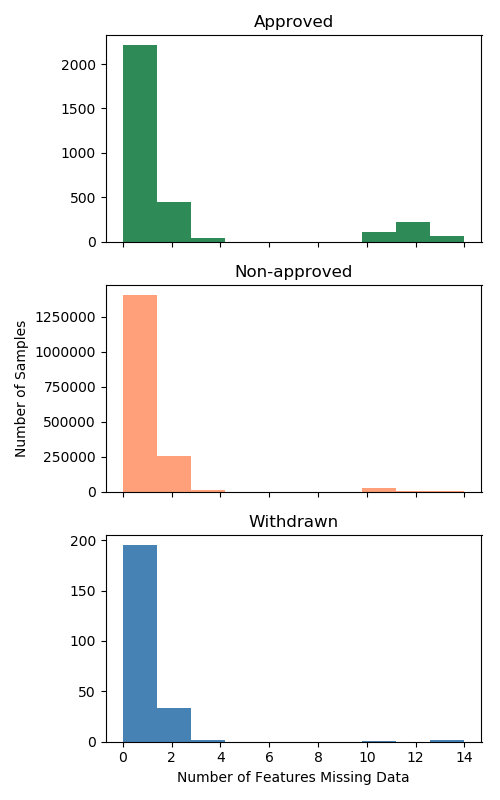 Approved
2000
1500
1000
500
0
Non-approved
Number of Samples
1250000
1000000
750000
500000
250000
0
Withdrawn
200
150
100
50
0
0 2 4 6 8 10 12 14
Number of Features Missing Data